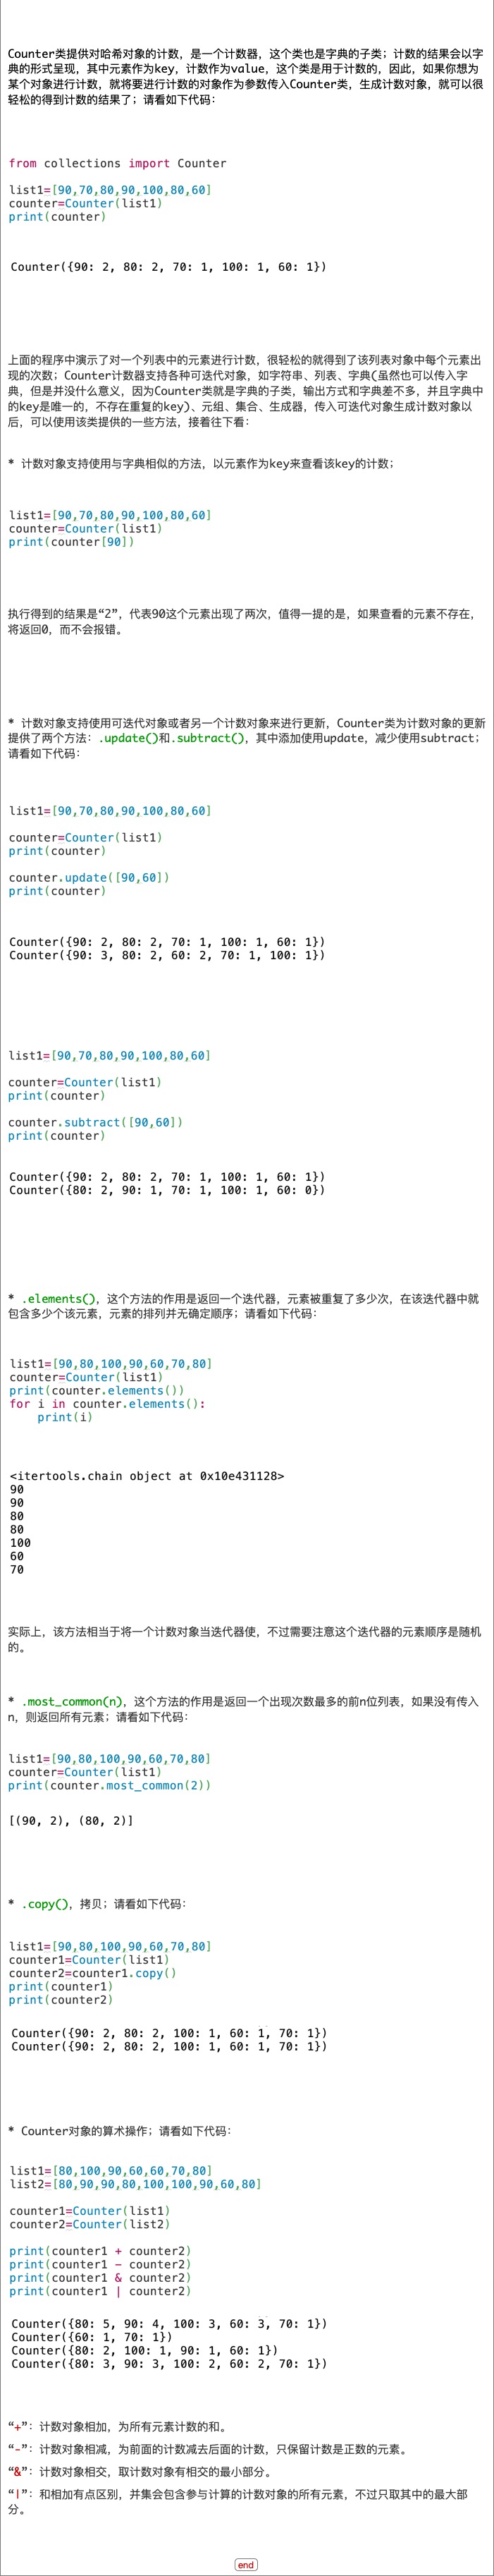 Counter类提供对哈希对象的计数，是一个计数器，这个类也是字典的子类；计数的结果会以字
典的形式呈现，其中元素作为key，计数作为value，这个类是用于计数的，因此，如果你想为
某个对象进行计数，就将要进行计数的对象作为参数传入Counter类，生成计数对象，就可以很
轻松的得到计数的结果了；请看如下代码：
from collections import Counter
list1=[90,70,80,90,100,80,60]
counter=Counter(list1)
print(counter)
Counter({90: 2, 80: 2, 70: 1, 100: 1, 60: 1})
上面的程序中演示了对一个列表中的元素进行计数，很轻松的就得到了该列表对象中每个元素出
现的次数；Counter计数器支持各种可迭代对象，如字符串、列表、字典(虽然也可以传入字
典，但是并没什么意义，因为Counter类就是字典的子类，输出方式和字典差不多，并且字典中
的key是唯一的，不存在重复的key)、元组、集合、生成器，传入可迭代对象生成计数对象以
后，可以使用该类提供的一些方法，接着往下看：
* 计数对象支持使用与字典相似的方法，以元素作为key来查看该key的计数；
list1=[90,70,80,90,100,80,60]
counter=Counter(list1)
print(counter[90])
执行得到的结果是“2”，代表90这个元素出现了两次，值得一提的是，如果查看的元素不存在，
将返回0，而不会报错。
* 计数对象支持使用可迭代对象或者另一个计数对象来进行更新，Counter类为计数对象的更新
提供了两个方法：.update()和.subtract()，其中添加使用update，减少使用subtract；
请看如下代码：
list1=[90,70,80,90,100,80,60]
counter=Counter(list1)
print(counter)
counter.update([90,60])
print(counter)
Counter({90: 2, 80: 2, 70: 1, 100: 1, 60: 1})
Counter({90: 3, 80: 2, 60: 2, 70: 1, 100: 1})
list1=[90,70,80,90,100,80,60]
counter=Counter(list1)
print(counter)
counter.subtract([90,60])
print(counter)
Counter({90: 2, 80: 2, 70: 1, 100: 1, 60: 1})
Counter({80: 2, 90: 1, 70: 1, 100: 1, 60: 0})
* .elements()，这个方法的作用是返回一个迭代器，元素被重复了多少次，在该迭代器中就
包含多少个该元素，元素的排列并无确定顺序；请看如下代码：
list1=[90,80,100,90,60,70,80]
counter=Counter(list1)
print(counter.elements())
for i in counter.elements():
    print(i)
<itertools.chain object at 0x10e431128>
90
90
80
80
100
60
70
实际上，该方法相当于将一个计数对象当迭代器使，不过需要注意这个迭代器的元素顺序是随机
的。
* .most_common(n)，这个方法的作用是返回一个出现次数最多的前n位列表，如果没有传入
n，则返回所有元素；请看如下代码：
list1=[90,80,100,90,60,70,80]
counter=Counter(list1)
print(counter.most_common(2))
[(90, 2), (80, 2)]
* .copy()，拷贝；请看如下代码：
list1=[90,80,100,90,60,70,80]
counter1=Counter(list1)
counter2=counter1.copy()
print(counter1)
print(counter2)
Counter({90: 2, 80: 2, 100: 1, 60: 1, 70: 1})
Counter({90: 2, 80: 2, 100: 1, 60: 1, 70: 1})
* Counter对象的算术操作；请看如下代码：
list1=[80,100,90,60,60,70,80]
list2=[80,90,90,80,100,100,90,60,80]
counter1=Counter(list1)
counter2=Counter(list2)
print(counter1 + counter2)
print(counter1 - counter2)
print(counter1 & counter2)
print(counter1 | counter2)
Counter({80: 5, 90: 4, 100: 3, 60: 3, 70: 1})
Counter({60: 1, 70: 1})
Counter({80: 2, 100: 1, 90: 1, 60: 1})
Counter({80: 3, 90: 3, 100: 2, 60: 2, 70: 1})
“+”：计数对象相加，为所有元素计数的和。
“-”：计数对象相减，为前面的计数减去后面的计数，只保留计数是正数的元素。
“&”：计数对象相交，取计数对象有相交的最小部分。
“|”：和相加有点区别，并集会包含参与计算的计数对象的所有元素，不过只取其中的最大部
分。
end